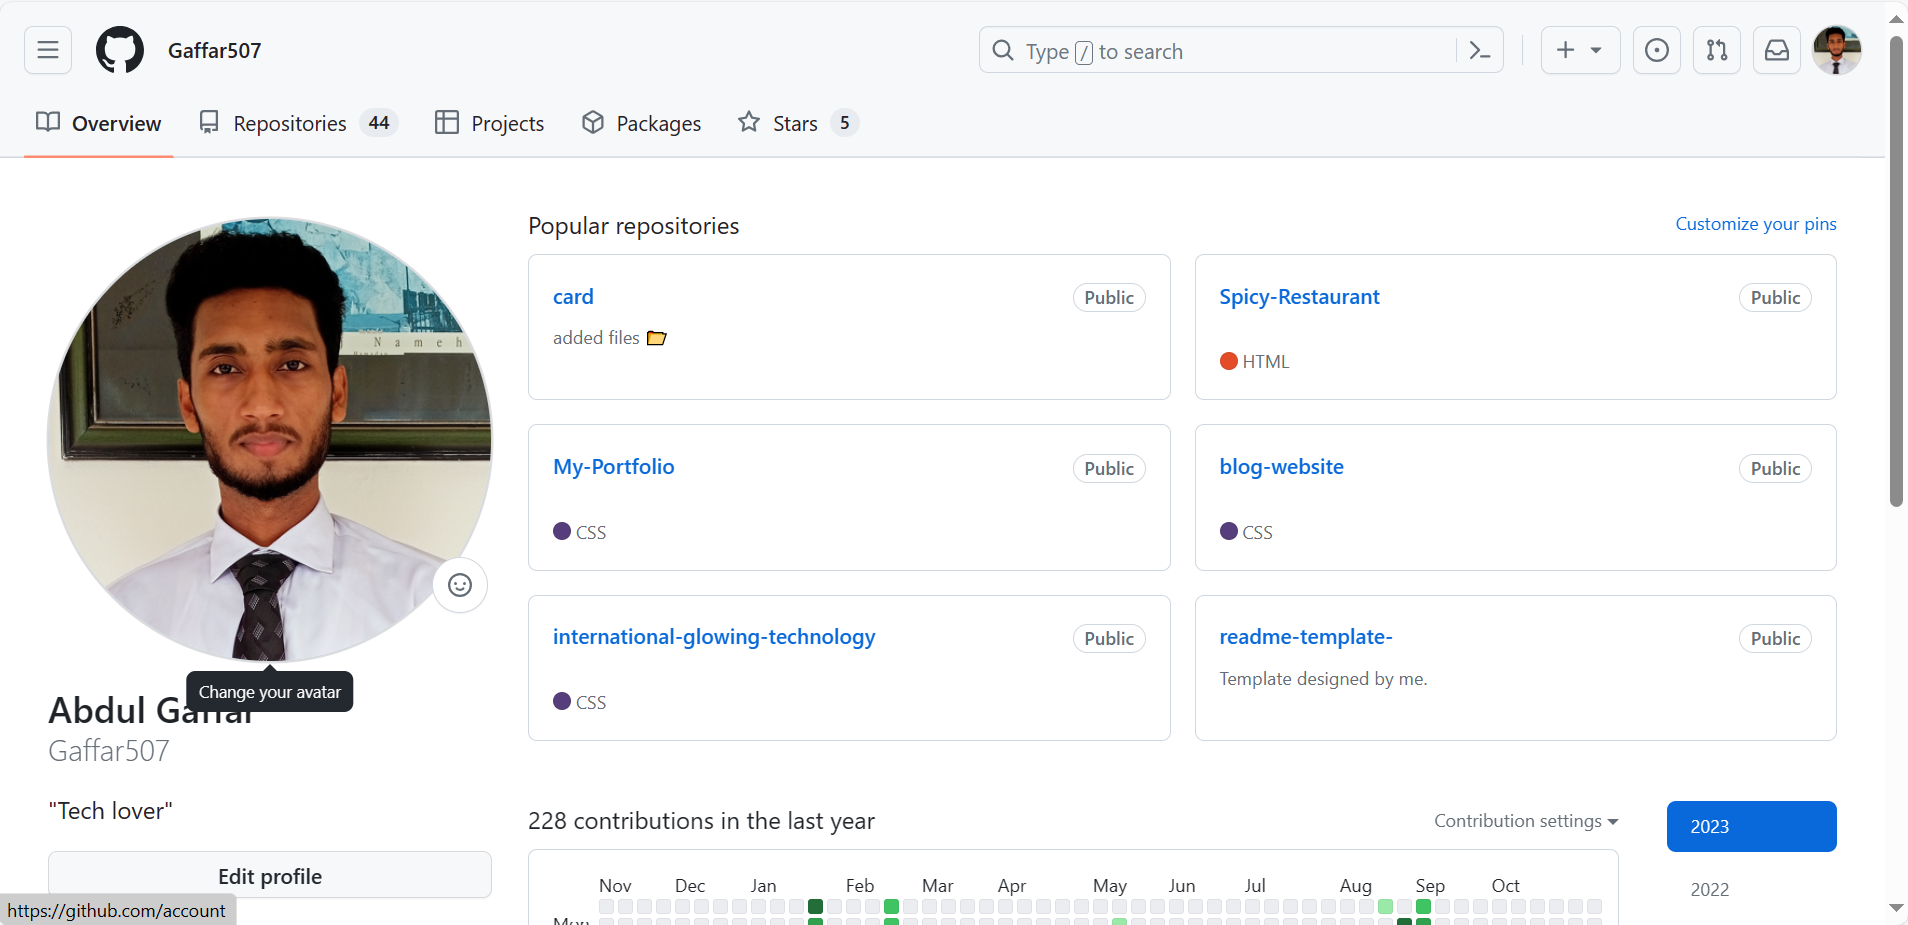 Gaffar507
Type / to search
Overview
Repositories 44
Projects
Packages
Stars 5
Popular repositories
Customize your pins
card
Public
added files
Spicy-Restaurant
Public
HTML
My-Portfolio
Public
CSS
blog-website
Public
CSS
international-glowing-technology
Public
CSS
readme-template-
Public
Template designed by me.
Nameh
Change your avatar
Abdul Gaffar
Gaffar507
"Tech lover"
Edit profile
https://github.com/account
228 contributions in the last year
Contribution settings
2023
2022
Nov Dec Jan Feb Mar Apr May Jun Jul Aug Sep Oct
Mon